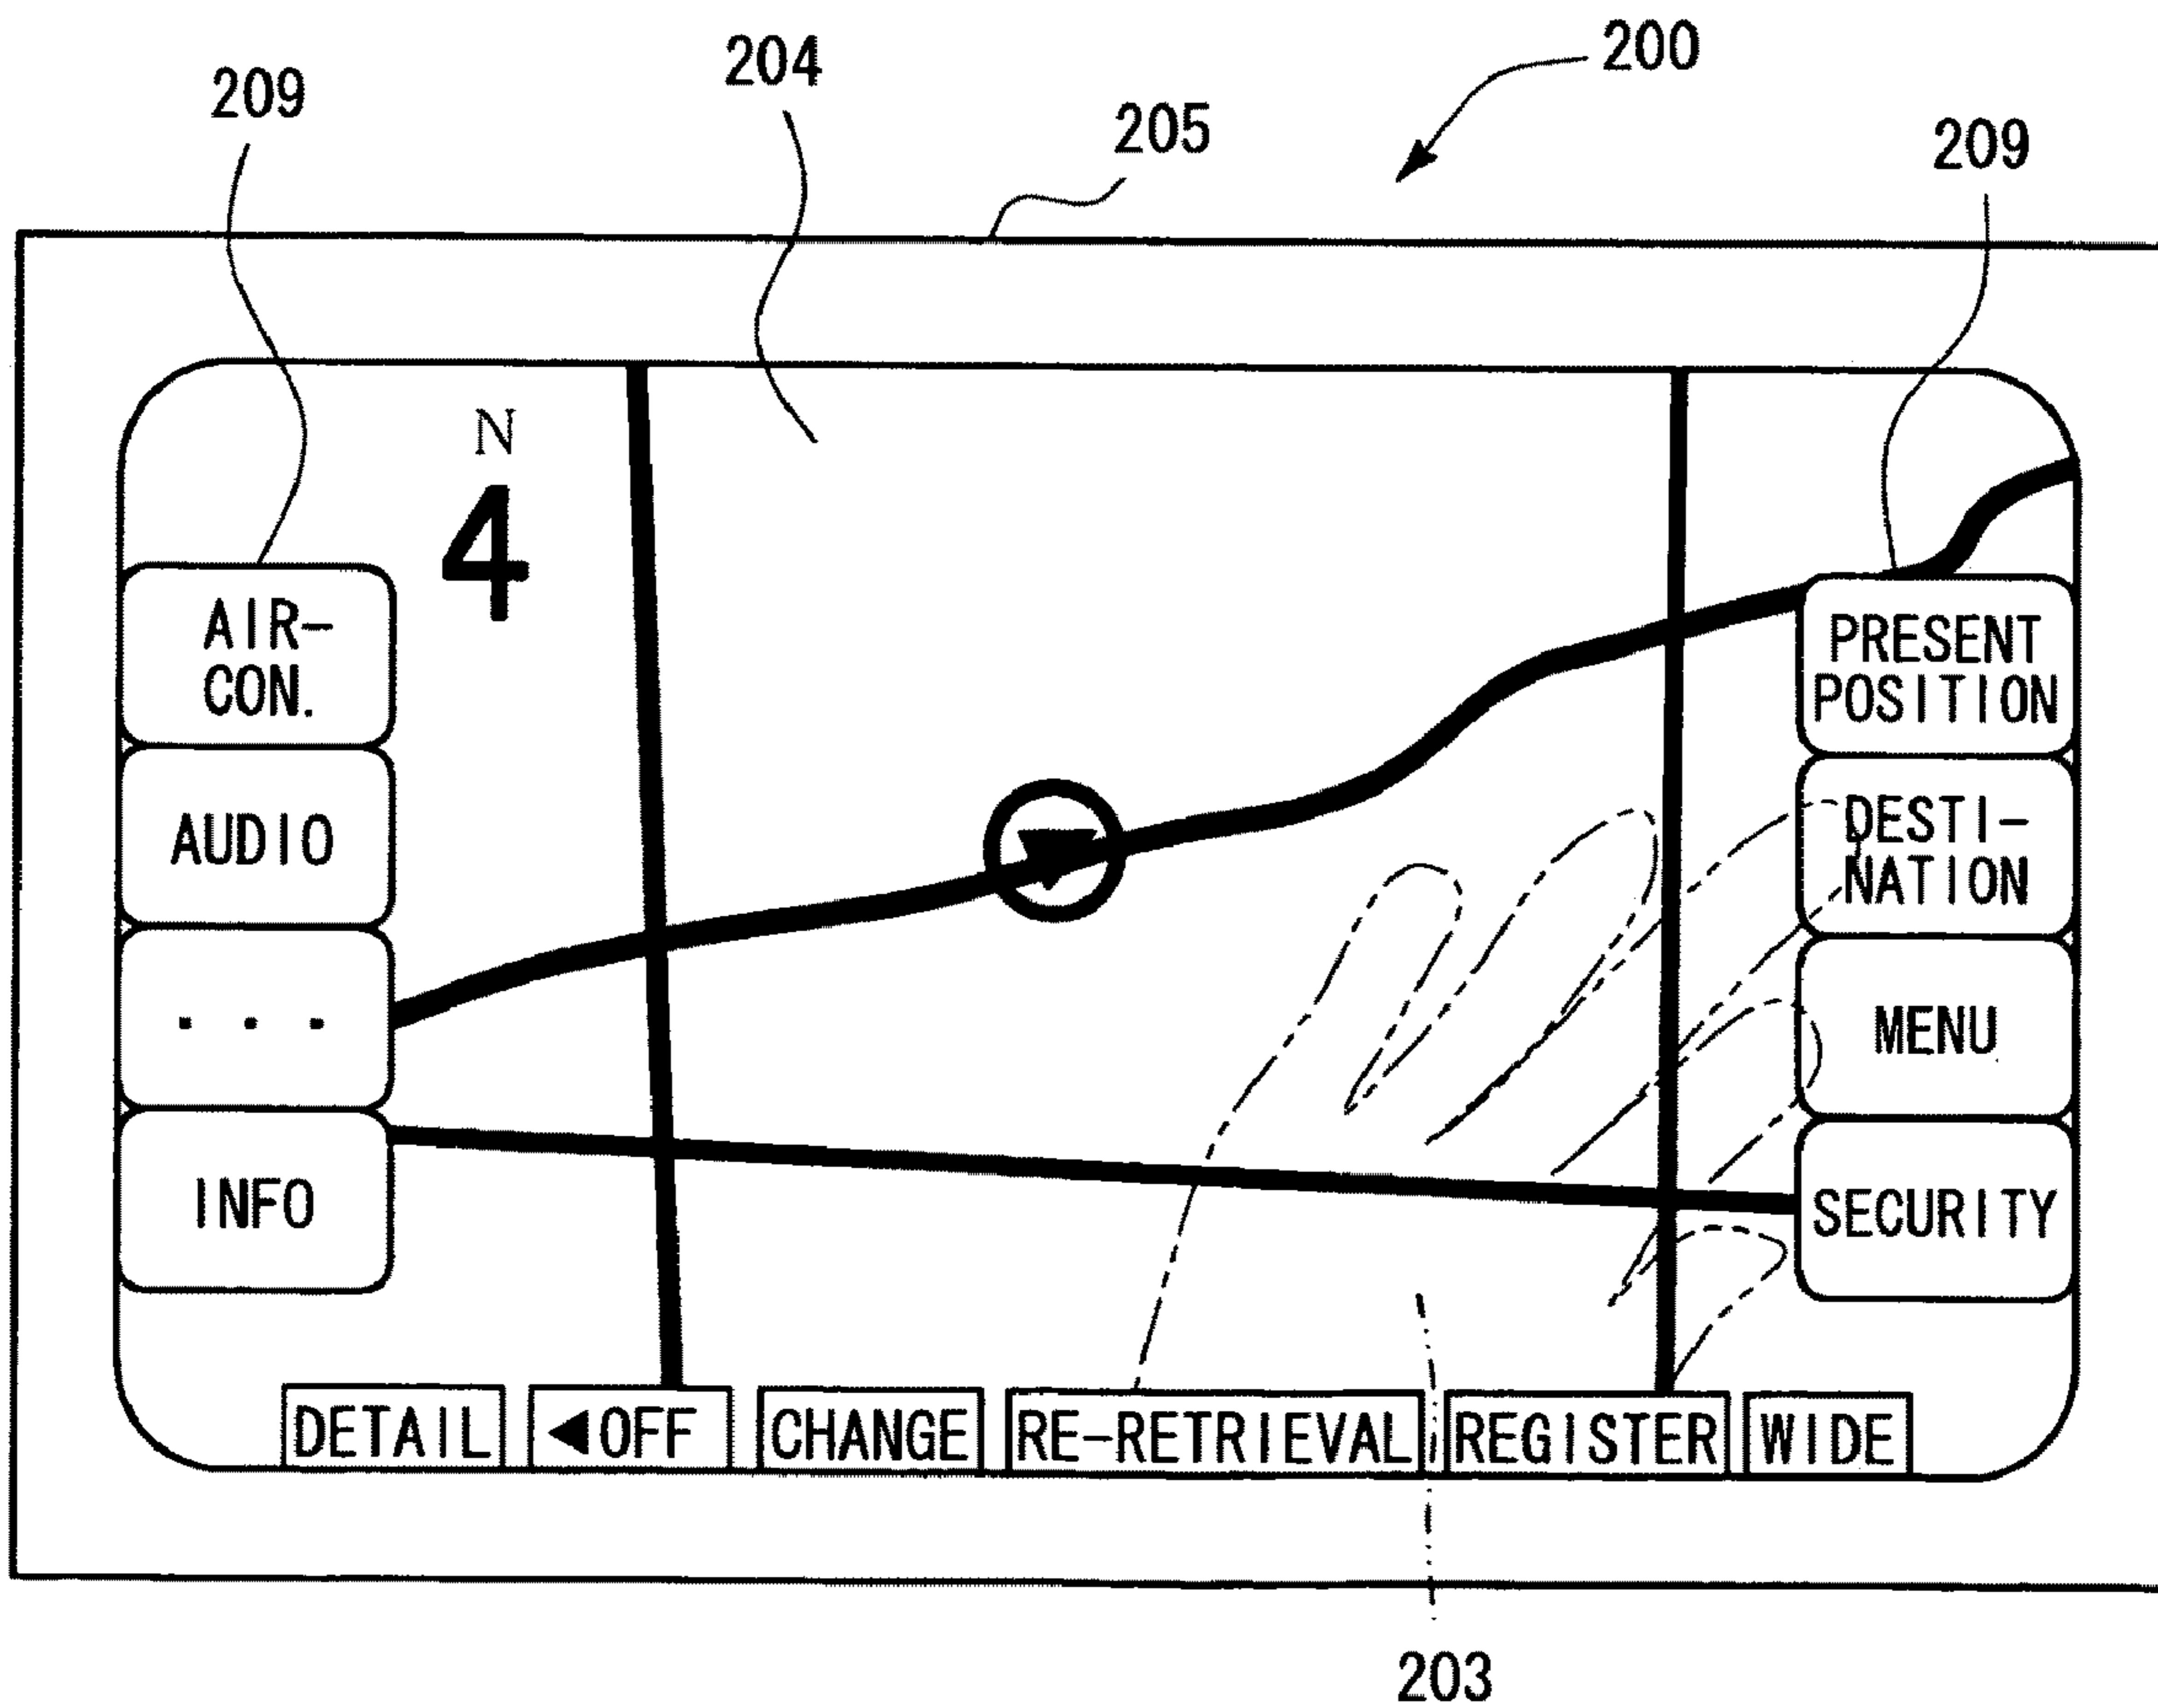 200
204
209
205
209
N
4
AIR-
CON.
PRESENT
POSITION
AUDIO
DESTI-
NATION
. . .
MENU
INFO
SECURITY
DETAIL
◀OFF
CHANGE
RE-RETRIEVAL
REGISTER
WIDE
203